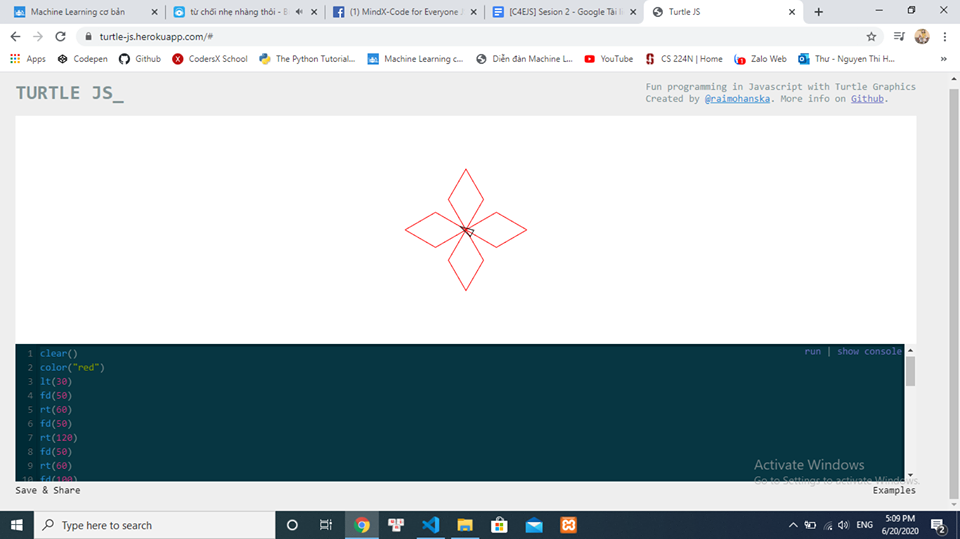 Machine Learning cơ bản
từ chối nhẹ nhàng thôi - B
(1) MindX-Code for Everyone
[C4EJS] Sesion 2 - Google Tài l
Turtle JS
turtle-js.herokuapp.com/#
Apps Codepen Github CodersX School The Python Tutorial... Machine Learning c... Diễn đàn Machine L... YouTube CS 224N | Home Zalo Web Thư - Nguyen Thi H...
TURTLE JS_
Fun programming in Javascript with Turtle Graphics
Created by @raimohanska. More info on Github.
run | show console
1 clear()
2 color("red")
3 lt(30)
4 fd(50)
5 rt(60)
6 fd(50)
7 rt(120)
8 fd(50)
9 rt(60)
10 fd(100)
Activate Windows
Go to Settings to activate Windows.
Save & Share
Examples
Type here to search
ENG
5:09 PM
6/20/2020
2